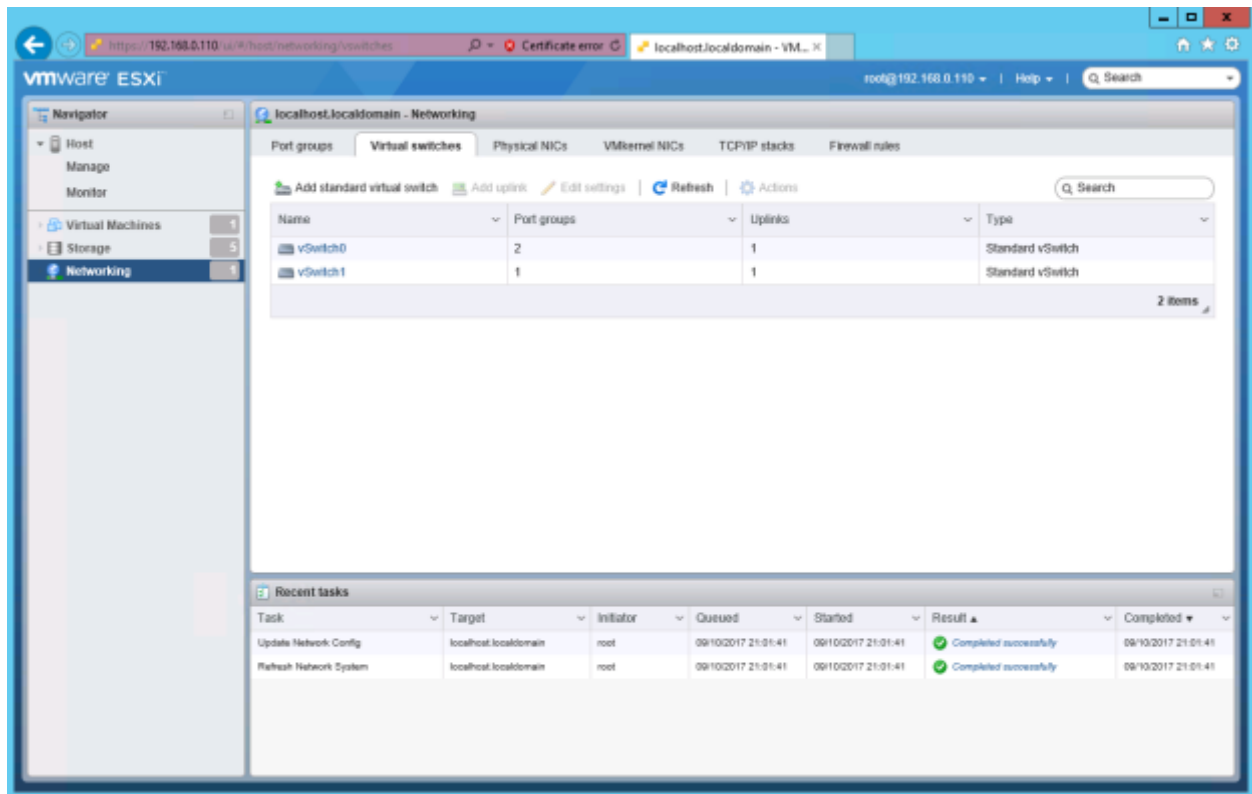 https://192.168.0.110/ui/#/host/networking/vswitches Certificate error localhost.localdomain - VM...
vmware ESXi root@192.168.0.110 | Help | Search
Navigator
Host
Manage
Monitor
Virtual Machines 1
Storage 5
Networking 1
localhost.localdomain - Networking
Port groups Virtual switches Physical NICs VMkernel NICs TCP/IP stacks Firewall rules
Add standard virtual switch Add uplink Edit settings | Refresh | Actions Search
Name Port groups Uplinks Type
vSwitch0 2 1 Standard vSwitch
vSwitch1 1 1 Standard vSwitch
2 items
Recent tasks
Task Target Initiator Queued Started Result Completed
Update Network Config localhost.localdomain root 09/10/2017 21:01:41 09/10/2017 21:01:41 Completed successfully 09/10/2017 21:01:41
Refresh Network System localhost.localdomain root 09/10/2017 21:01:41 09/10/2017 21:01:41 Completed successfully 09/10/2017 21:01:41